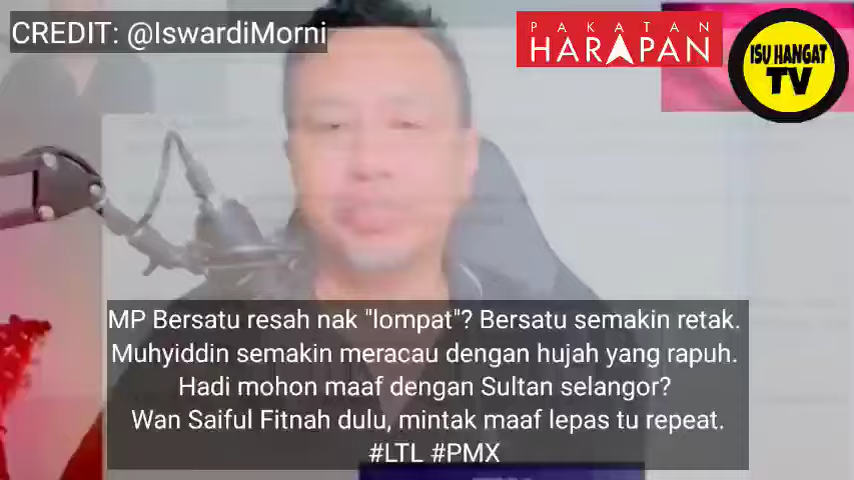 CREDIT: @IswardiMorni
PAKATAN
HARAPAN
ISU HANGAT
TV
MP Bersatu resah nak "lompat"? Bersatu semakin retak.
Muhyiddin semakin meracau dengan hujah yang rapuh.
Hadi mohon maaf dengan Sultan selangor?
Wan Saiful Fitnah dulu, mintak maaf lepas tu repeat.
#LTL #PMX